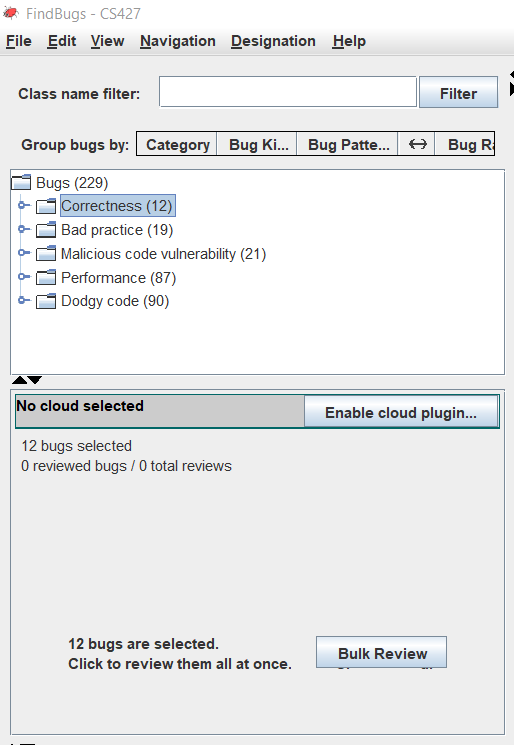 FindBugs - CS427
File Edit View Navigation Designation Help
Class name filter: Filter
Group bugs by: Category Bug Ki... Bug Patte... Bug
Bugs (229)
Correctness (12)
Bad practice (19)
Malicious code vulnerability (21)
Performance (87)
Dodgy code (90)
No cloud selected Enable cloud plugin...
12 bugs selected
0 reviewed bugs / 0 total reviews
12 bugs are selected.
Click to review them all at once. Bulk Review